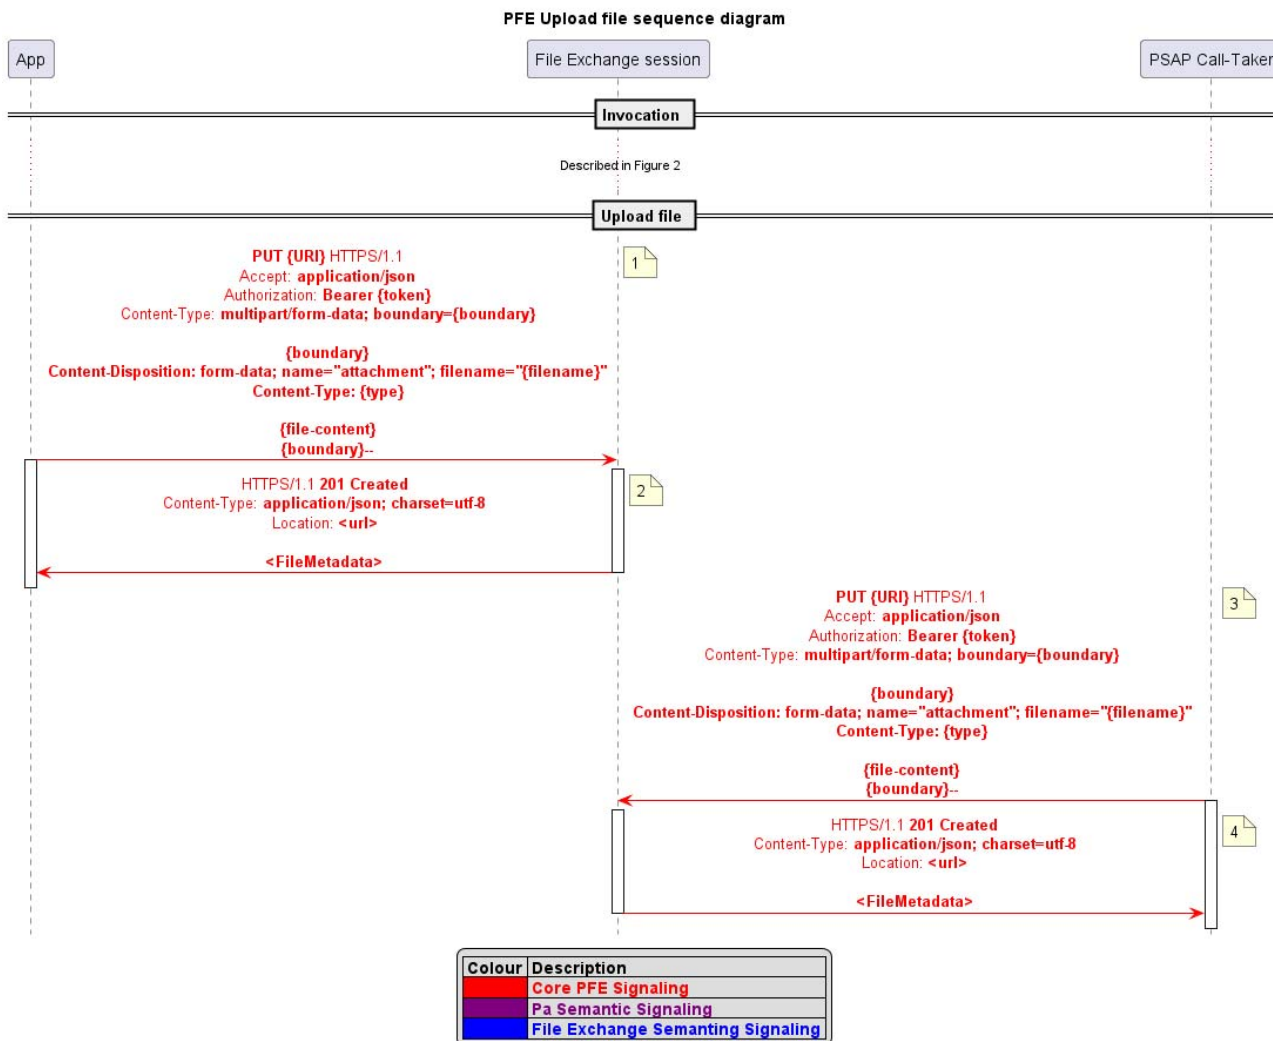 PFE Upload file sequence diagram
App
File Exchange session
PSAP Call-Taker
Invocation
Described in Figure 2
Upload file
PUT {URI} HTTPS/1.1
1
Accept: application/json
Authorization: Bearer {token}
Content-Type: multipart/form-data; boundary={boundary}
{boundary}
Content-Disposition: form-data; name="attachment"; filename="{filename}"
Content-Type: {type}
{file-content}
{boundary}--
HTTPS/1.1 201 Created
2
Content-Type: application/json; charset=utf-8
Location: <url>
<FileMetadata>
PUT {URI} HTTPS/1.1
3
Accept: application/json
Authorization: Bearer {token}
Content-Type: multipart/form-data; boundary={boundary}
{boundary}
Content-Disposition: form-data; name="attachment"; filename="{filename}"
Content-Type: {type}
{file-content}
{boundary}--
HTTPS/1.1 201 Created
4
Content-Type: application/json; charset=utf-8
Location: <url>
<FileMetadata>
Colour Description
Core PFE Signaling
Pa Semantic Signaling
File Exchange Semanting Signaling